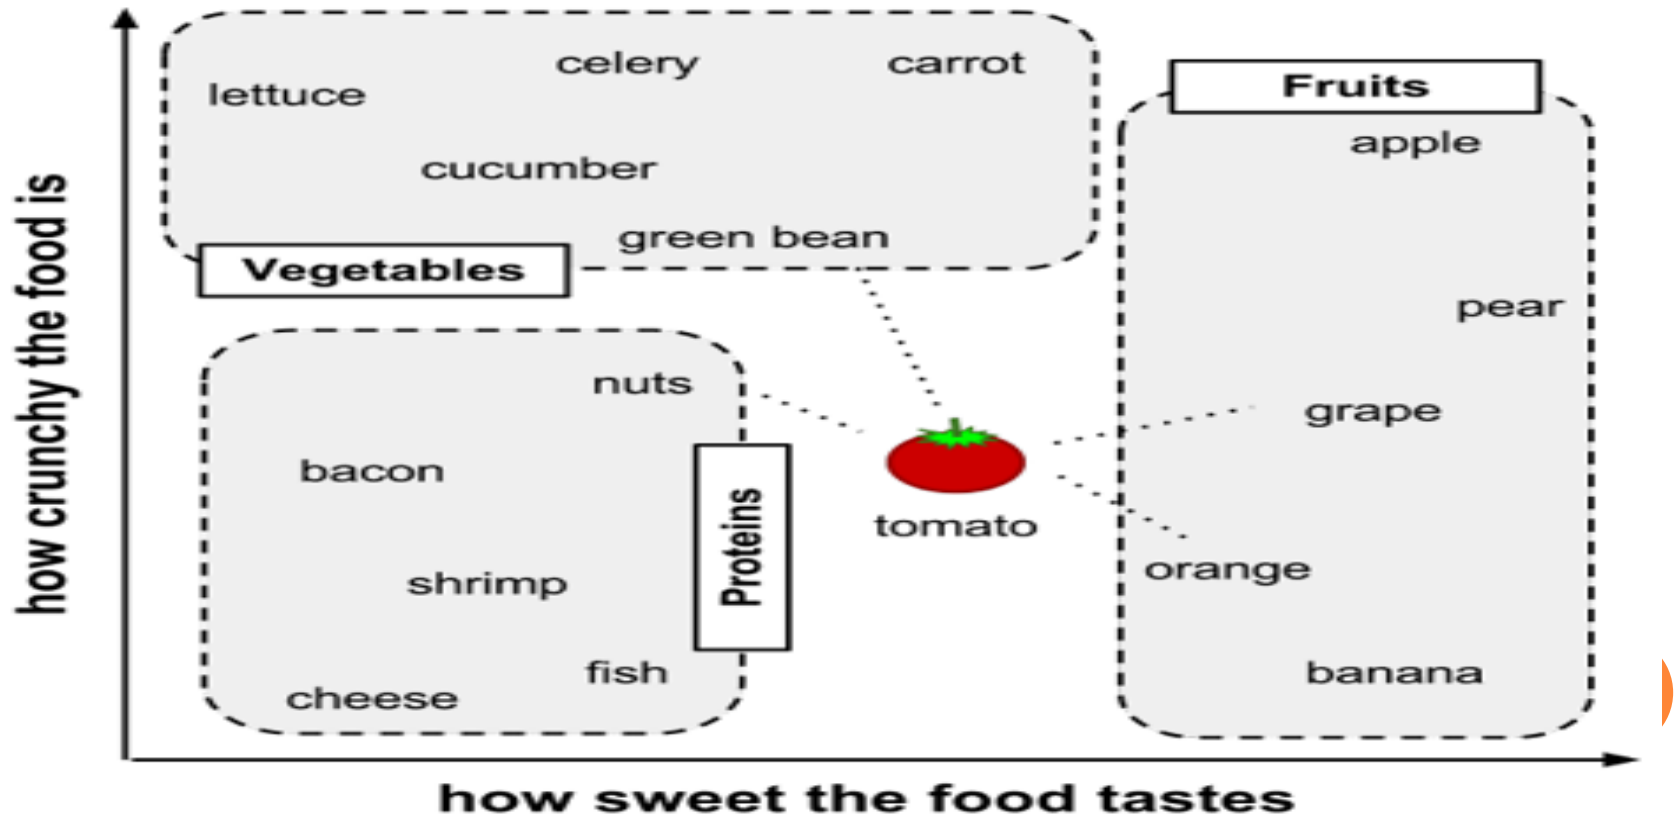 celery
carrot
lettuce
Fruits
apple
cucumber
green bean
Vegetables
pear
nuts
grape
bacon
Proteins
tomato
orange
shrimp
fish
banana
cheese
how crunchy the food is
how sweet the food tastes